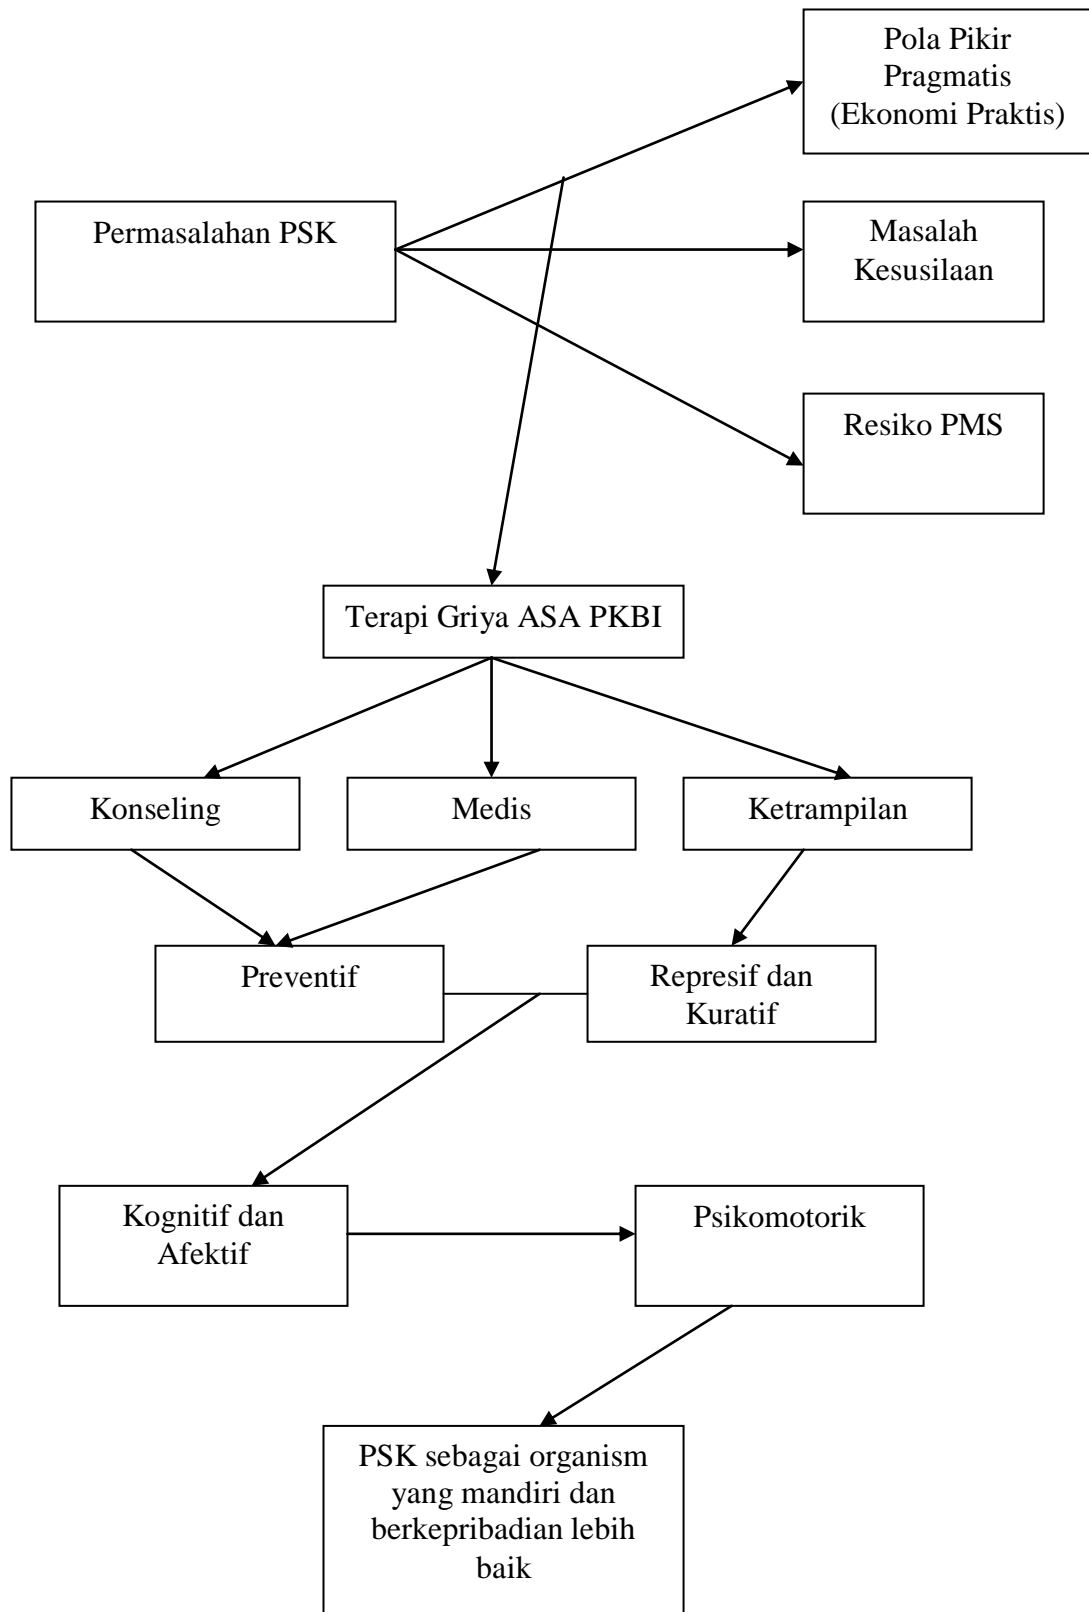 Pola Pikir
Pragmatis
(Ekonomi Praktis)
Permasalahan PSK
Masalah
Kesusilaan
Resiko PMS
Terapi Griya ASA PKBI
Konseling
Medis
Ketrampilan
Preventif
Represif dan
Kuratif
Kognitif dan
Afektif
Psikomotorik
PSK sebagai organism
yang mandiri dan
berkepribadian lebih
baik